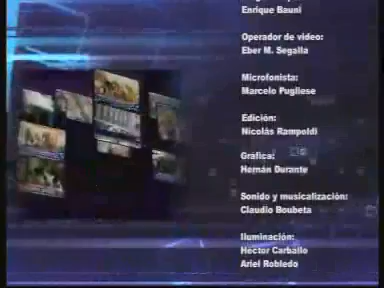 Enrique Bauni
Operador de video:
Eber M. Segalla
Microfonista:
Marcelo Pugliese
Edición:
Nicolás Rampoldi
Gráfica:
Hernán Durante
Sonido y musicalización:
Claudio Boubeta
Iluminación:
Héctor Carballo
Ariel Robledo